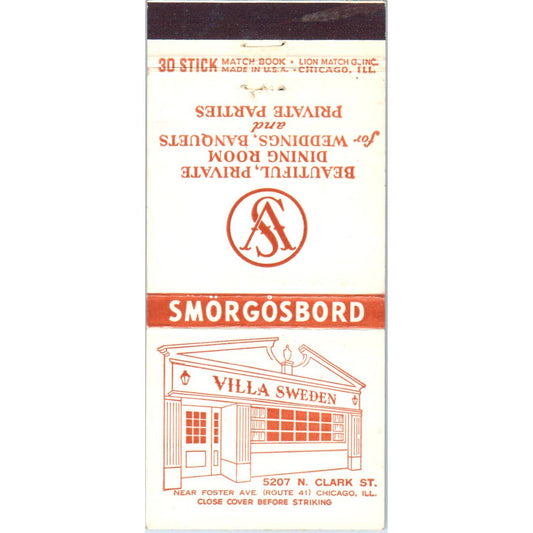 30 STICK MATCH BOOK • LION MATCH CO., INC.
MADE IN U.S.A. • CHICAGO, ILL.
BEAUTIFUL, PRIVATE
DINING ROOM
for WEDDINGS, BANQUETS
and
PRIVATE PARTIES
VS
SMÖRGOSBORD
VILLA SWEDEN
5207 N. CLARK ST.
NEAR FOSTER AVE. (ROUTE 41) CHICAGO, ILL.
CLOSE COVER BEFORE STRIKING